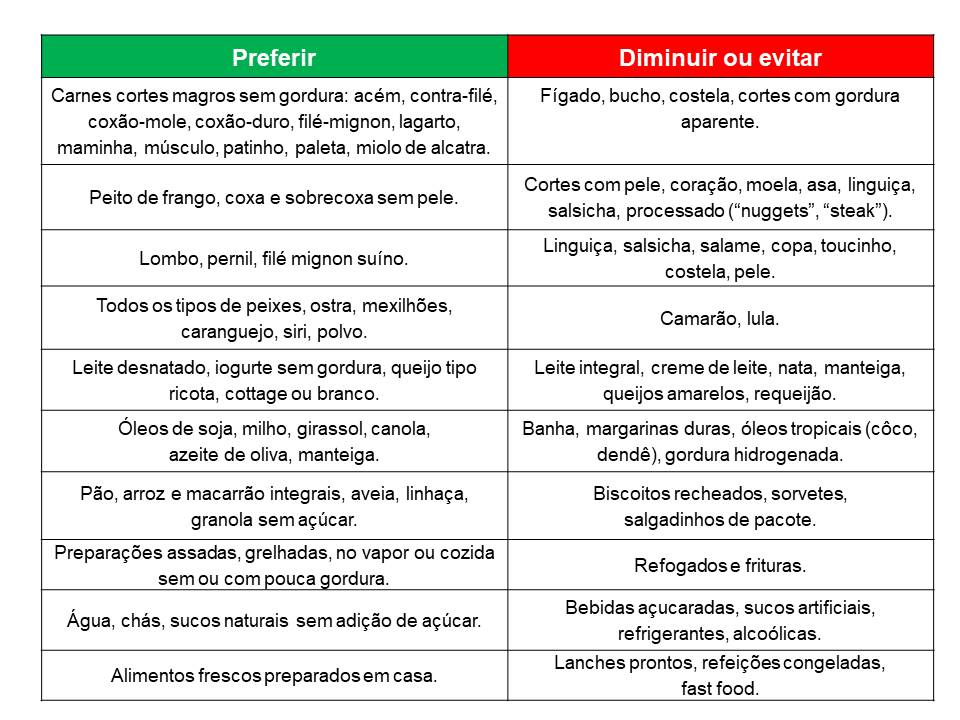 Preferir
Diminuir ou evitar
Carnes cortes magros sem gordura: acém, contra-filé,
coxão-mole, coxão-duro, filé-mignon, lagarto,
maminha, músculo, patinho, paleta, miolo de alcatra.
Fígado, bucho, costela, cortes com gordura
aparente.
Peito de frango, coxa e sobrecoxa sem pele.
Cortes com pele, coração, moela, asa, linguiça,
salsicha, processado (“nuggets”, “steak”).
Lombo, pernil, filé mignon suíno.
Linguiça, salsicha, salame, copa, toucinho,
costela, pele.
Todos os tipos de peixes, ostra, mexilhões,
caranguejo, siri, polvo.
Camarão, lula.
Leite desnatado, iogurte sem gordura, queijo tipo
ricota, cottage ou branco.
Leite integral, creme de leite, nata, manteiga,
queijos amarelos, requeijão.
Óleos de soja, milho, girassol, canola,
azeite de oliva, manteiga.
Banha, margarinas duras, óleos tropicais (côco,
dendê), gordura hidrogenada.
Pão, arroz e macarrão integrais, aveia, linhaça,
granola sem açúcar.
Biscoitos recheados, sorvetes,
salgadinhos de pacote.
Preparações assadas, grelhadas, no vapor ou cozida
sem ou com pouca gordura.
Refogados e frituras.
Água, chás, sucos naturais sem adição de açúcar.
Bebidas açucaradas, sucos artificiais,
refrigerantes, alcoólicas.
Alimentos frescos preparados em casa.
Lanches prontos, refeições congeladas,
fast food.